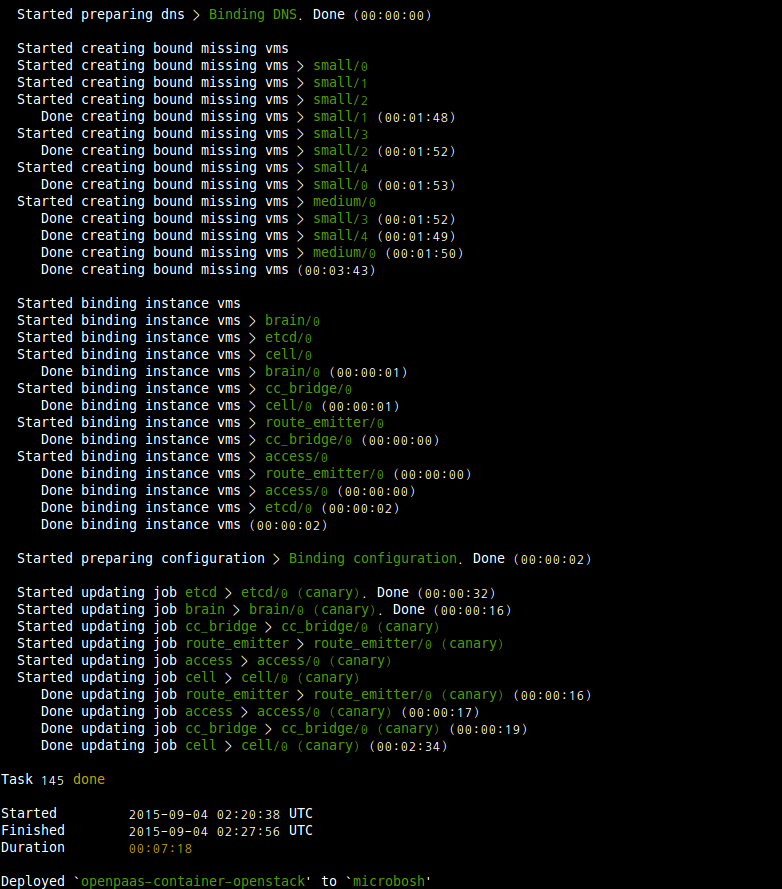 Started preparing dns > Binding DNS. Done (00:00:00)
Started creating bound missing vms
Started creating bound missing vms > small/0
Started creating bound missing vms > small/1
Started creating bound missing vms > small/2
Done creating bound missing vms > small/1 (00:01:48)
Started creating bound missing vms > small/3
Done creating bound missing vms > small/2 (00:01:52)
Started creating bound missing vms > small/4
Done creating bound missing vms > small/0 (00:01:53)
Started creating bound missing vms > medium/0
Done creating bound missing vms > small/3 (00:01:52)
Done creating bound missing vms > small/4 (00:01:49)
Done creating bound missing vms > medium/0 (00:01:50)
Done creating bound missing vms (00:03:43)
Started binding instance vms
Started binding instance vms > brain/0
Started binding instance vms > etcd/0
Started binding instance vms > cell/0
Done binding instance vms > brain/0 (00:00:01)
Started binding instance vms > cc_bridge/0
Done binding instance vms > cell/0 (00:00:01)
Started binding instance vms > route_emitter/0
Done binding instance vms > cc_bridge/0 (00:00:00)
Started binding instance vms > access/0
Done binding instance vms > route_emitter/0 (00:00:00)
Done binding instance vms > access/0 (00:00:00)
Done binding instance vms > etcd/0 (00:00:02)
Done binding instance vms (00:00:02)
Started preparing configuration > Binding configuration. Done (00:00:02)
Started updating job etcd > etcd/0 (canary). Done (00:00:32)
Started updating job brain > brain/0 (canary). Done (00:00:16)
Started updating job cc_bridge > cc_bridge/0 (canary)
Started updating job route_emitter > route_emitter/0 (canary)
Started updating job access > access/0 (canary)
Started updating job cell > cell/0 (canary)
Done updating job route_emitter > route_emitter/0 (canary) (00:00:16)
Done updating job access > access/0 (canary) (00:00:17)
Done updating job cc_bridge > cc_bridge/0 (canary) (00:00:19)
Done updating job cell > cell/0 (canary) (00:02:34)
Task 145 done
Started 2015-09-04 02:20:38 UTC
Finished 2015-09-04 02:27:56 UTC
Duration 00:07:18
Deployed `openpaas-container-openstack' to `microbosh'